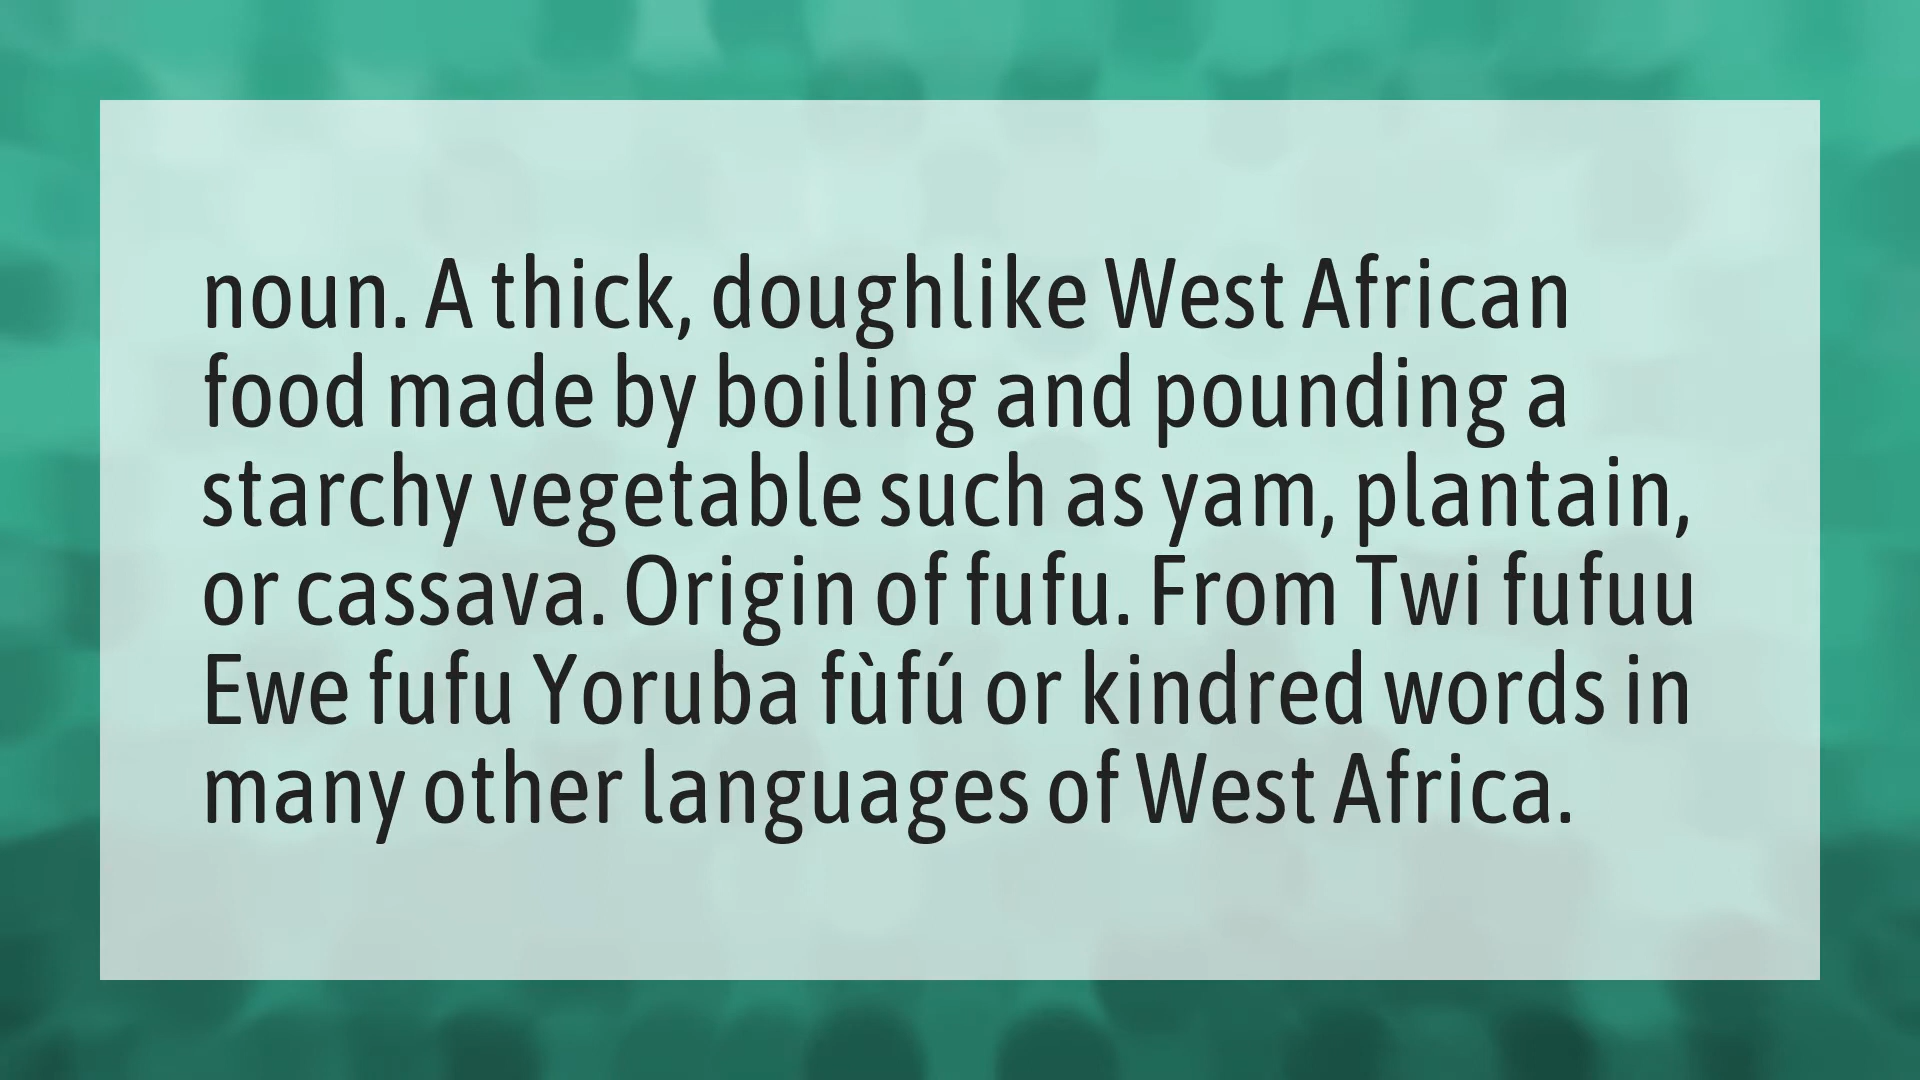 noun. A thick, doughlike West African
food made by boiling and pounding a
starchy vegetable such as yam, plantain,
or cassava. Origin of fufu. From Twi fufuu
Ewe fufu Yoruba fùfú or kindred words in
many other languages of West Africa.